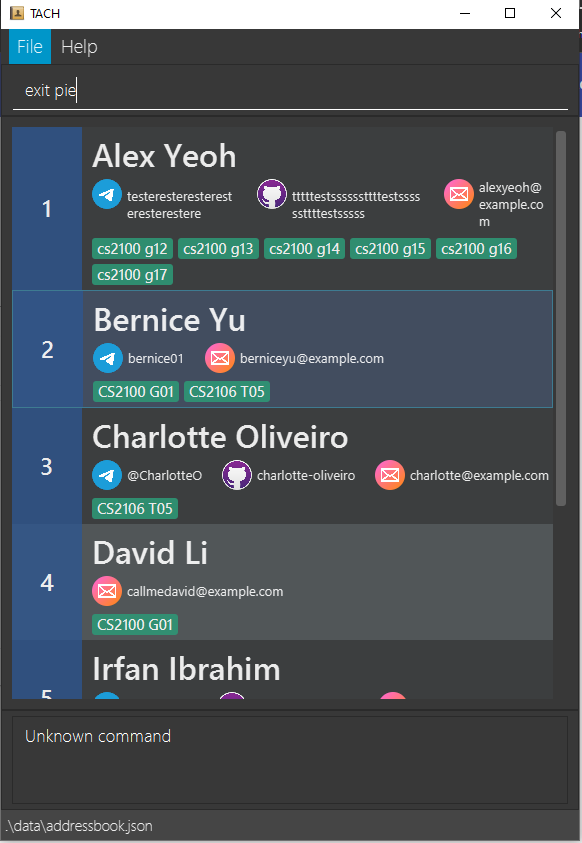 TACH
File Help
exit pie
1
Alex Yeoh
testeresteresterest
eresterestere
tttttestssssssttttestssss
ssttttestsssss
alexyeoh@
example.co
m
cs2100 g12 cs2100 g13 cs2100 g14 cs2100 g15 cs2100 g16
cs2100 g17
2
Bernice Yu
bernice01 berniceyu@example.com
CS2100 G01 CS2106 T05
3
Charlotte Oliveiro
@CharlotteO charlotte-oliveiro charlotte@example.com
CS2106 T05
4
David Li
callmedavid@example.com
CS2100 G01
5
Irfan Ibrahim
Unknown command
.\data\addressbook.json